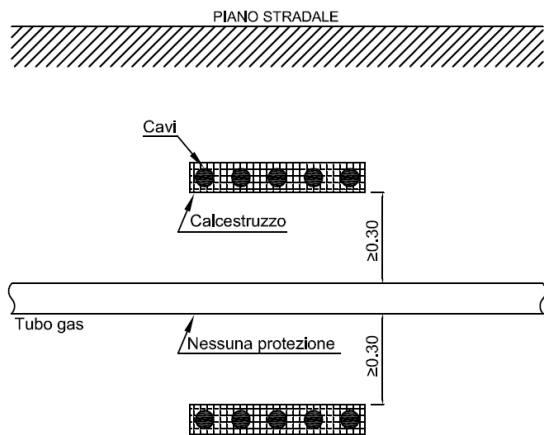 PIANO STRADALE
Cavi
Calcestruzzo
≥0.30
Tubo gas
Nessuna protezione
≥0.30